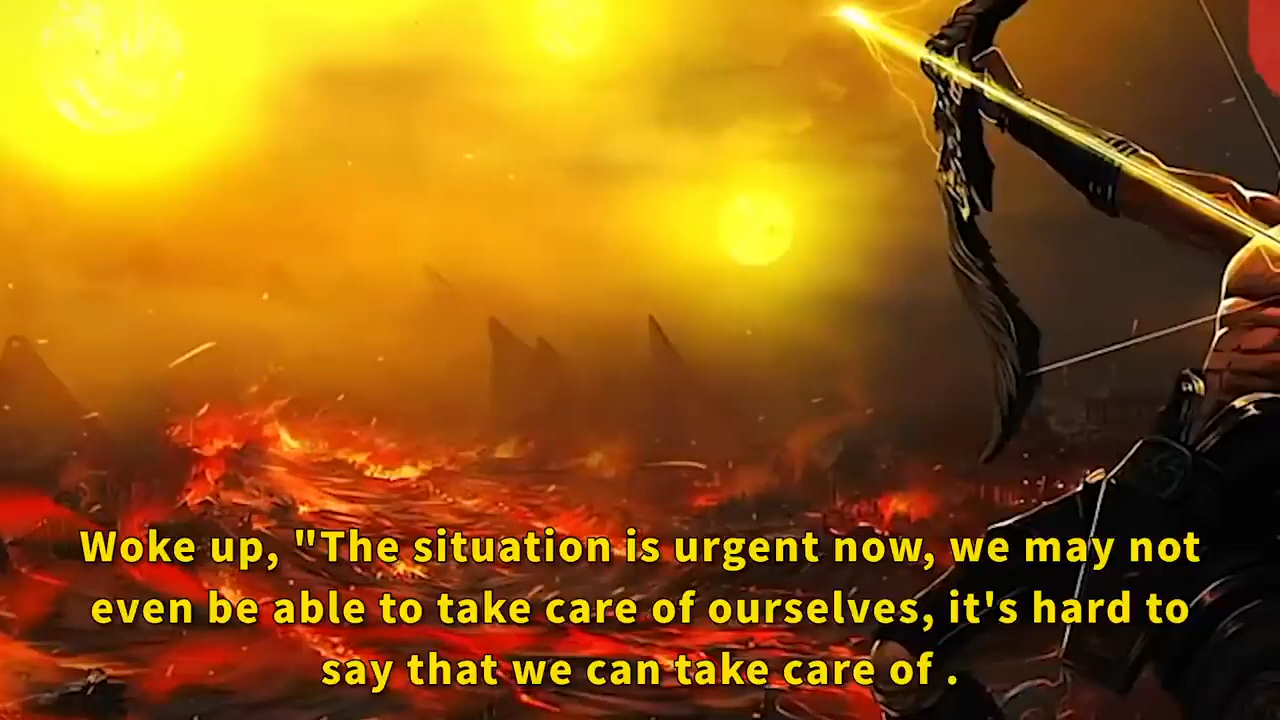 Woke up, "The situation is urgent now, we may not
even be able to take care of ourselves, it's hard to
say that we can take care of .